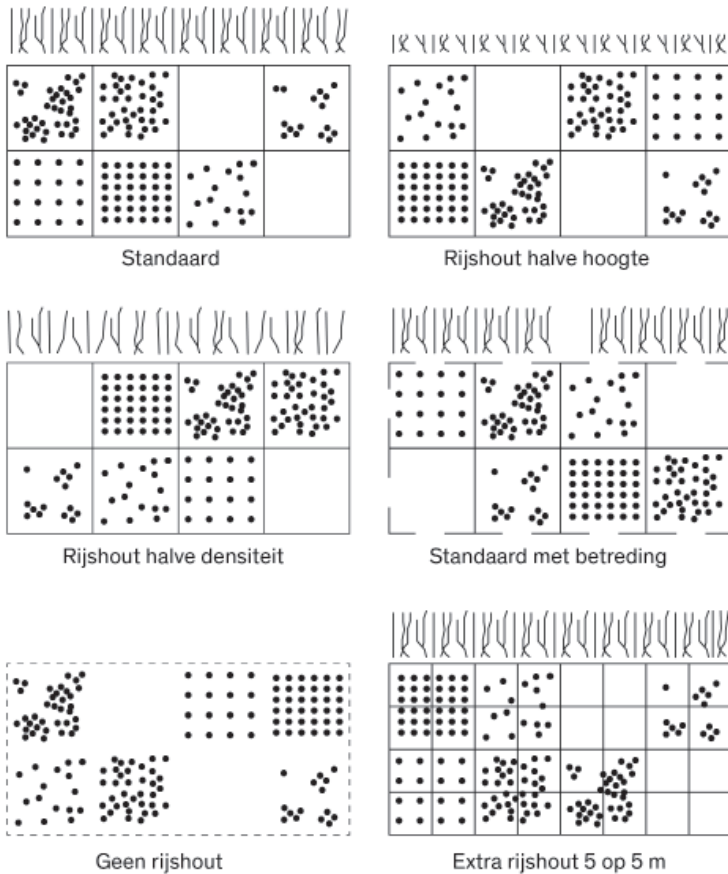 Standaard
Rijshout halve hoogte
Rijshout halve densiteit
Standaard met betreding
Geen rijshout
Extra rijshout 5 op 5 m